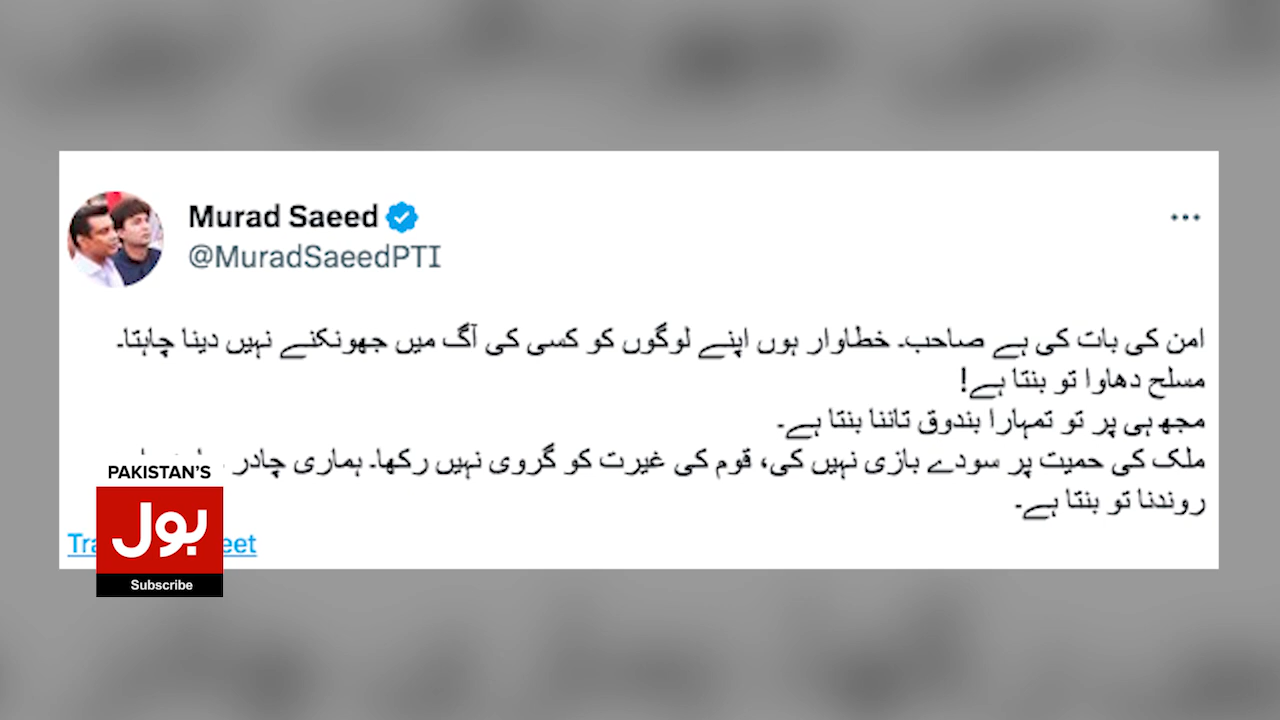 Murad Saeed
@MuradSaeedPTI
امن کی بات کی ہے صاحب۔ خطاوار ہوں اپنے لوگوں کو کسی کی آگ میں جھونکنے نہیں دینا چاہتا۔
مسلح دھاوا تو بنتا ہے!
مجھ ہی پر تو تمہارا بندوق تاننا بنتا ہے۔
ملک کی حمیت پر سودے بازی نہیں کی، قوم کی غیرت کو گروی نہیں رکھا۔ ہماری چادر
روندنا تو بنتا ہے۔
PAKISTAN'S
بول
Subscribe